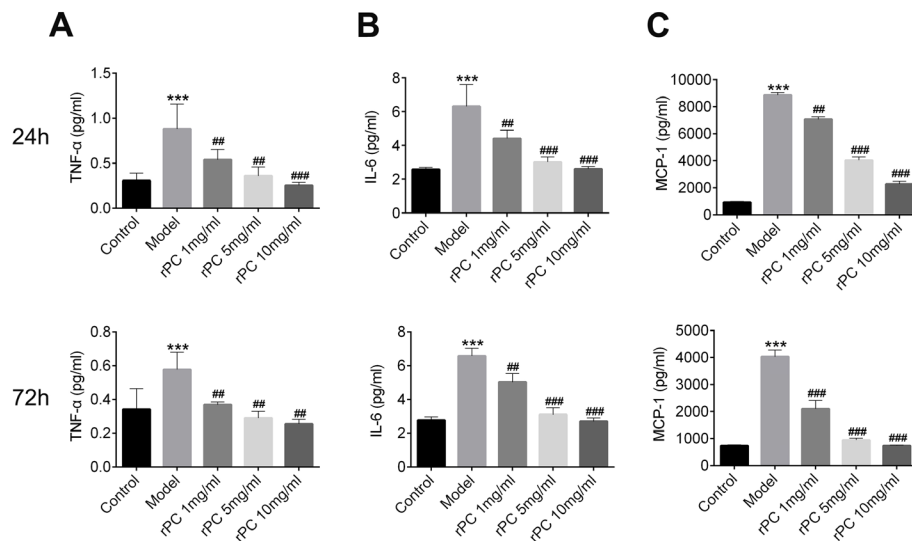 A
B
C
24h
TNF-α (pg/ml)
1.5
1.0
0.5
0.0
***
##
##
###
Control
Model
rPC 1mg/ml
rPC 5mg/ml
rPC 10mg/ml
IL-6 (pg/ml)
8
6
4
2
0
***
##
###
###
Control
Model
rPC 1mg/ml
rPC 5mg/ml
rPC 10mg/ml
MCP-1 (pg/ml)
10000
8000
6000
4000
2000
0
***
##
###
###
Control
Model
rPC 1mg/ml
rPC 5mg/ml
rPC 10mg/ml
72h
TNF-α (pg/ml)
0.8
0.6
0.4
0.2
0.0
***
##
##
##
Control
Model
rPC 1mg/ml
rPC 5mg/ml
rPC 10mg/ml
IL-6 (pg/ml)
8
6
4
2
0
***
##
###
###
Control
Model
rPC 1mg/ml
rPC 5mg/ml
rPC 10mg/ml
MCP-1 (pg/ml)
5000
4000
3000
2000
1000
0
***
###
###
###
Control
Model
rPC 1mg/ml
rPC 5mg/ml
rPC 10mg/ml